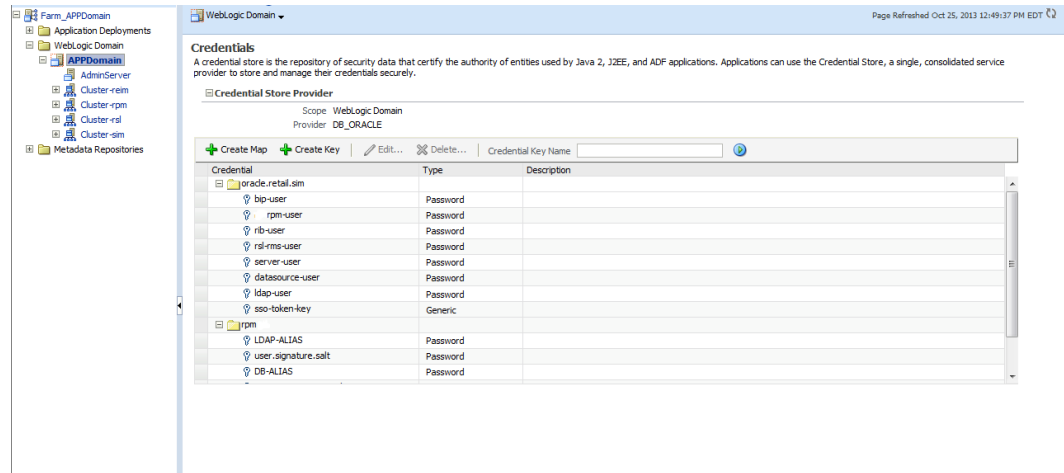 Farm_APPDomain
Application Deployments
WebLogic Domain
APPDomain
AdminServer
Cluster-reim
Cluster-rpm
Cluster-rsl
Cluster-sim
Metadata Repositories
WebLogic Domain
Page Refreshed Oct 25, 2013 12:49:37 PM EDT
Credentials
A credential store is the repository of security data that certify the authority of entities used by Java 2, J2EE, and ADF applications. Applications can use the Credential Store, a single, consolidated service
provider to store and manage their credentials securely.
Credential Store Provider
Scope WebLogic Domain
Provider DB_ORACLE
Create Map Create Key Edit... Delete... Credential Key Name
Credential Type Description
oracle.retail.sim
bip-user Password
rpm-user Password
rib-user Password
rsl-rms-user Password
server-user Password
datasource-user Password
ldap-user Password
sso-token-key Generic
rpm
LDAP-ALIAS Password
user.signature.salt Password
DB-ALIAS Password